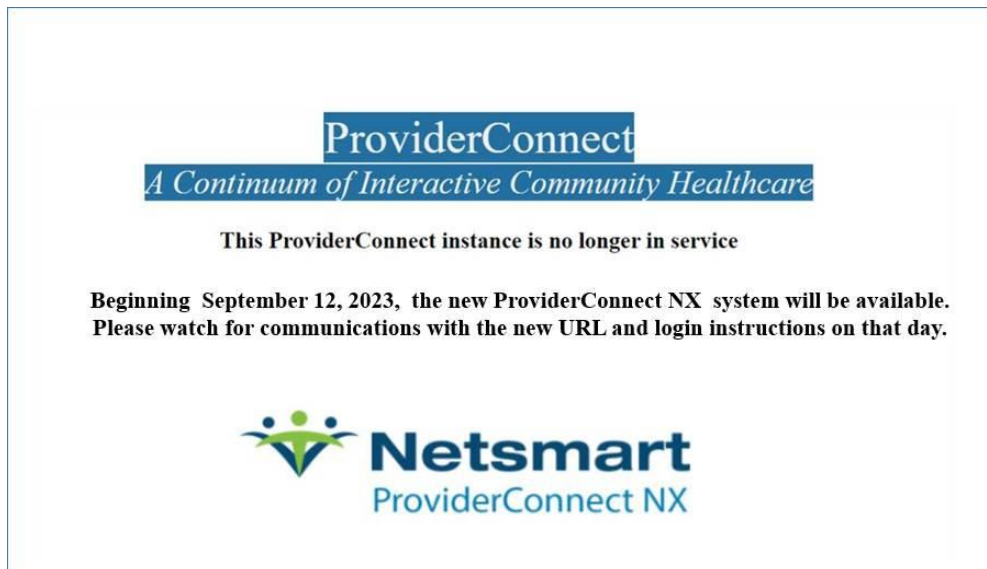 ProviderConnect
A Continuum of Interactive Community Healthcare
This ProviderConnect instance is no longer in service
Beginning  September 12, 2023,  the new ProviderConnect NX  system will be available.
Please watch for communications with the new URL and login instructions on that day.
Netsmart
ProviderConnect NX